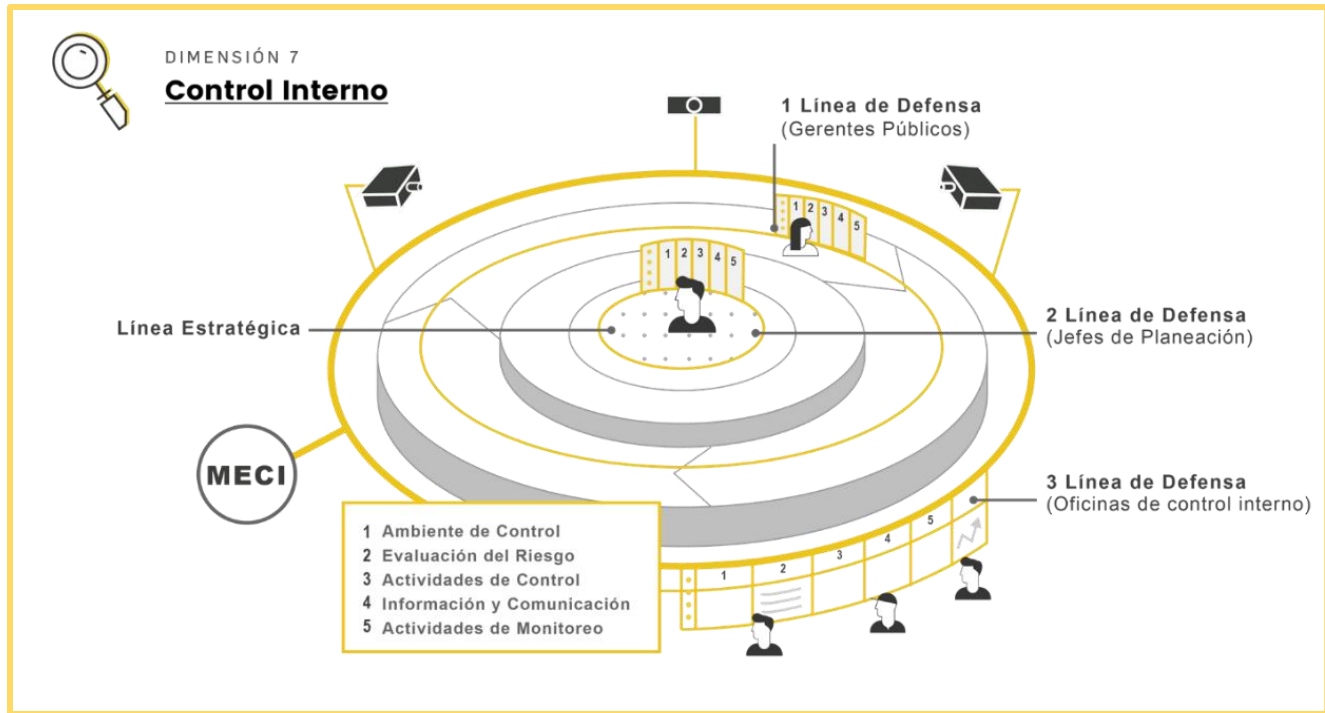 DIMENSIÓN 7
Control Interno
1 Línea de Defensa
(Gerentes Públicos)
1 2 3 4 5
1 2 3 4 5
Línea Estratégica
2 Línea de Defensa
(Jefes de Planeación)
MECI
3 Línea de Defensa
(Oficinas de control interno)
1 Ambiente de Control
2 Evaluación del Riesgo
3 Actividades de Control
4 Información y Comunicación
5 Actividades de Monitoreo
1 2 3 4 5